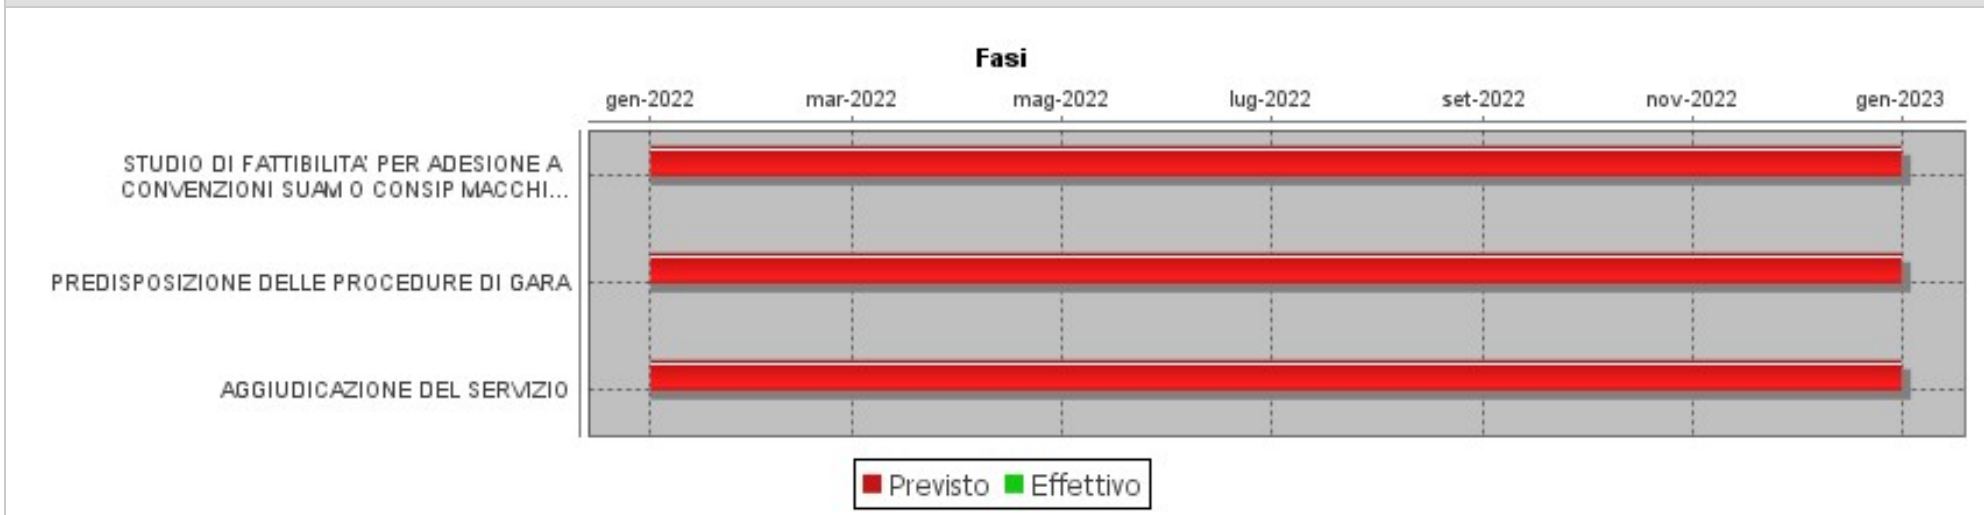 Fasi
gen-2022 mar-2022 mag-2022 lug-2022 set-2022 nov-2022 gen-2023
STUDIO DI FATTIBILITA' PER ADESIONE A
CONVENZIONI SUAM O CONSIP MACCHI...
PREDISPOSIZIONE DELLE PROCEDURE DI GARA
AGGIUDICAZIONE DEL SERVIZIO
Previsto Effettivo